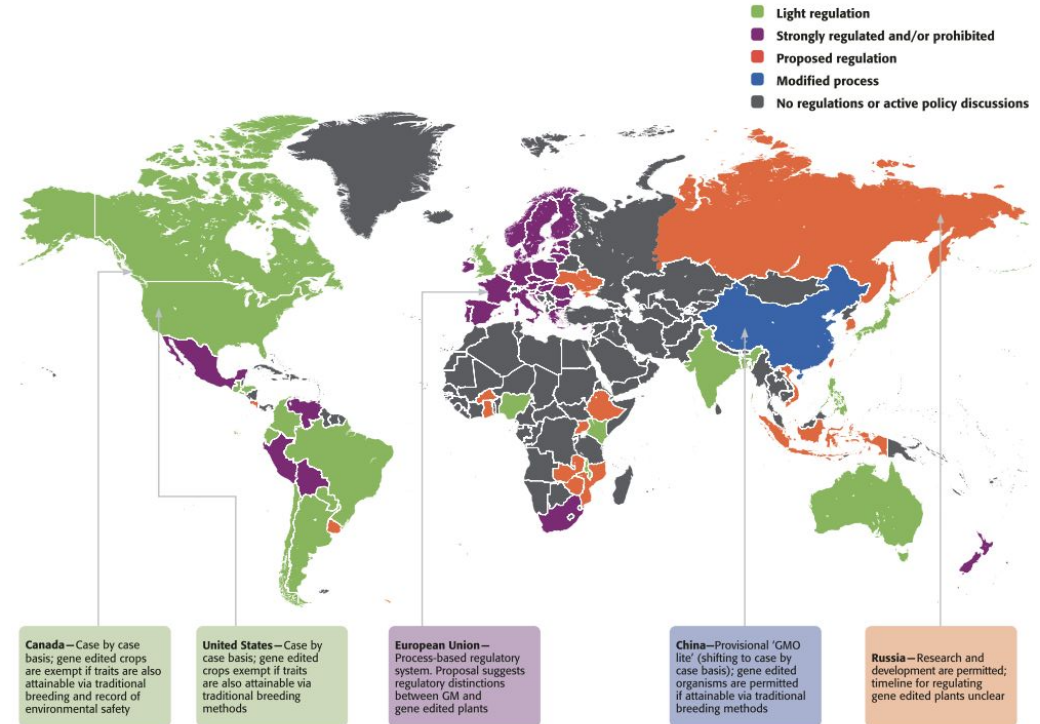 Light regulation
Strongly regulated and/or prohibited
Proposed regulation
Modified process
No regulations or active policy discussions
Canada—Case by case
basis; gene edited crops
are exempt if traits are also
attainable via traditional
breeding and record of
environmental safety
United States—Case by
case basis; gene edited
crops exempt if traits
are also attainable via
traditional breeding
methods
European Union—
Process-based regulatory
system. Proposal suggests
regulatory distinctions
between GM and
gene edited plants
China—Provisional 'GMO
lite' (shifting to case by
case basis); gene edited
organisms are permitted
if attainable via traditional
breeding methods
Russia—Research and
development are permitted;
timeline for regulating
gene edited plants unclear